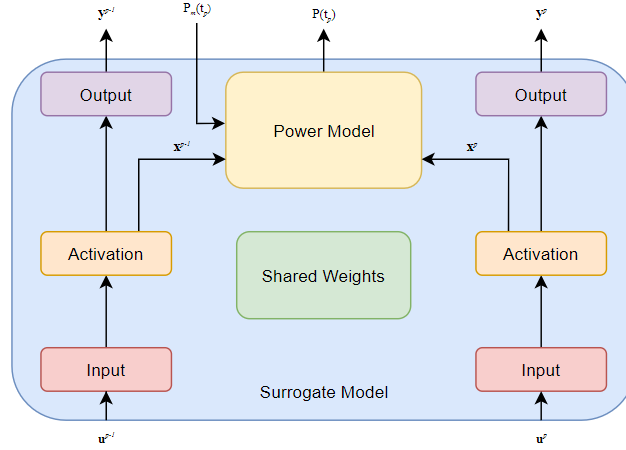 y^{p-1} P_m(t_p) P(t_p) y^p
Output Power Model Output
x^{p-1} x^p
Activation Shared Weights Activation
Input Input
Surrogate Model
u^{p-1} u^p